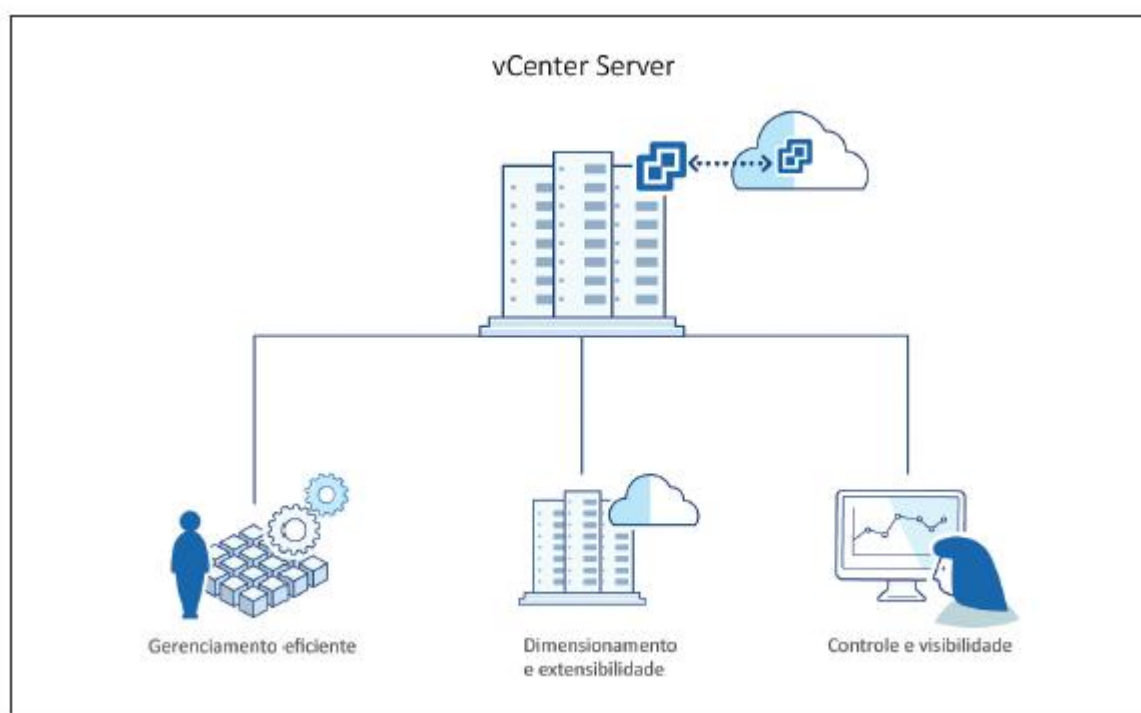 vCenter Server
Gerenciamento eficiente
Dimensionamento
e extensibilidade
Controle e visibilidade